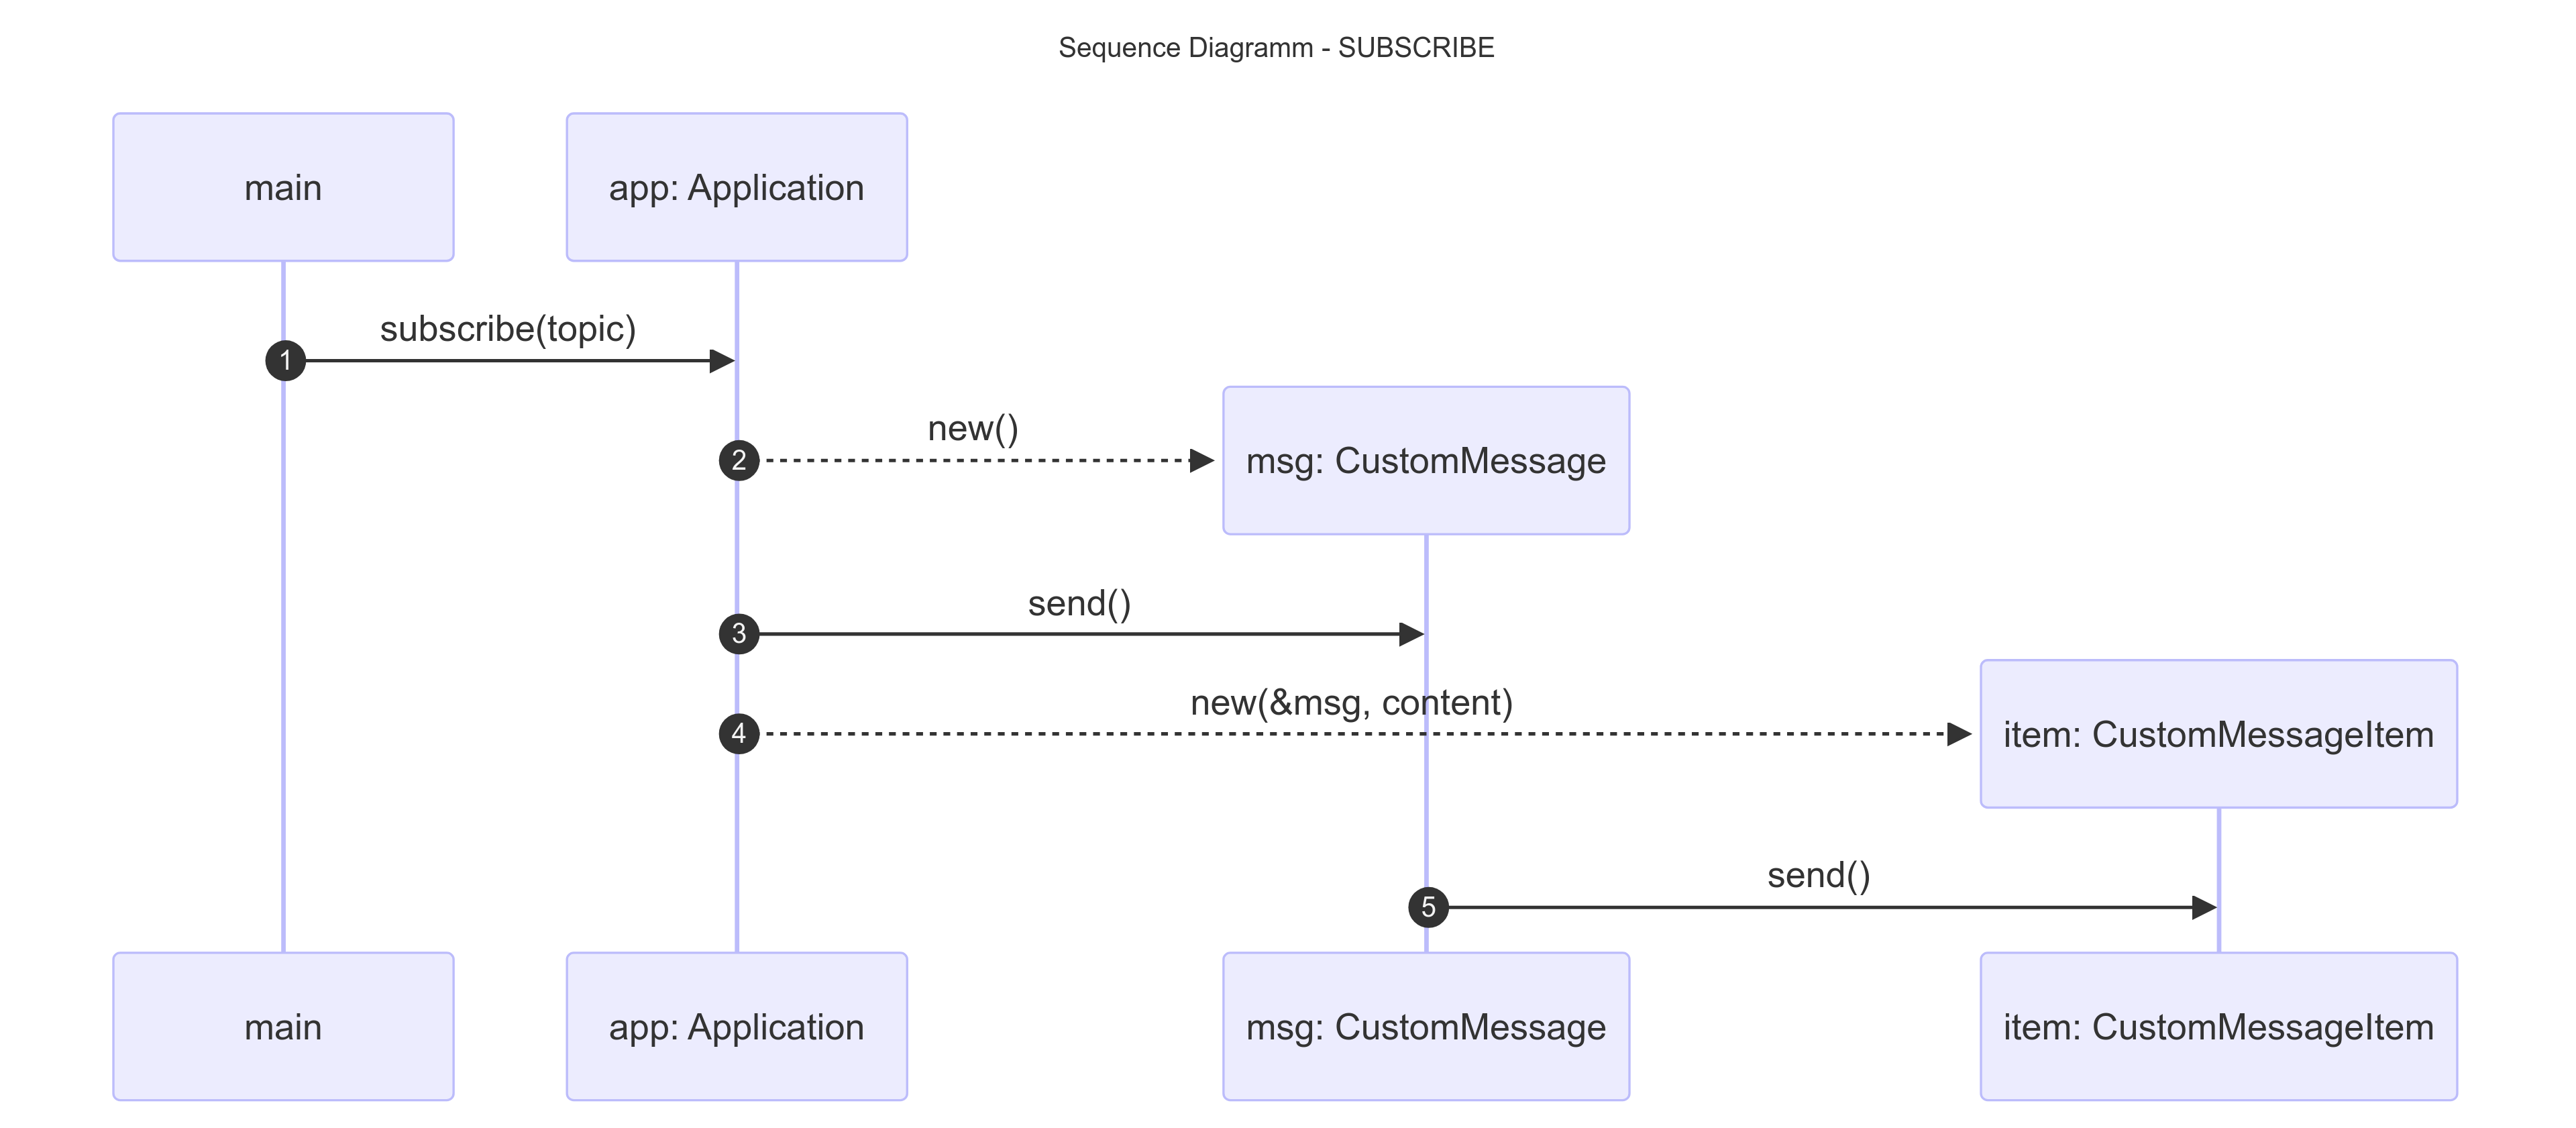 Sequence Diagramm - SUBSCRIBE
main
app: Application
subscribe(topic)
1
new()
2
msg: CustomMessage
send()
3
new(&msg, content)
4
item: CustomMessageItem
send()
5
main
app: Application
msg: CustomMessage
item: CustomMessageItem